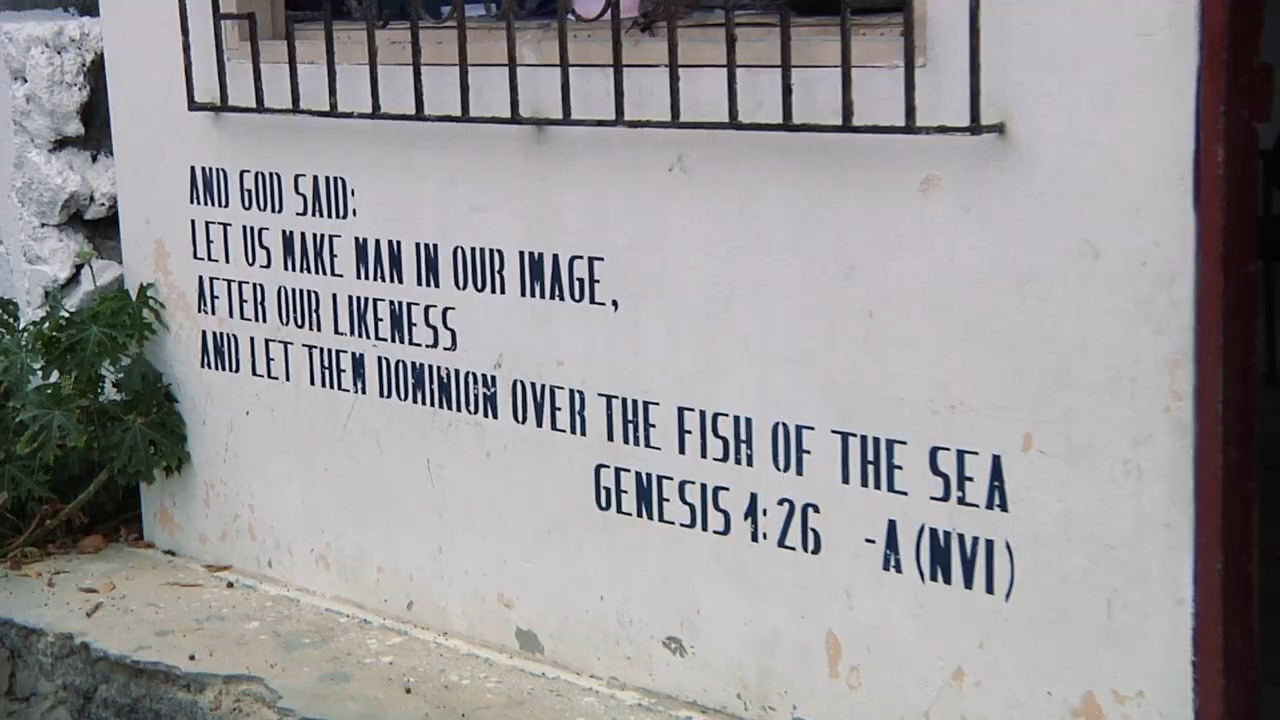 AND GOD SAID:
LET US MAKE MAN IN OUR IMAGE,
AFTER OUR LIKENESS
AND LET THEM DOMINION OVER THE FISH OF THE SEA
GENESIS 1:26 -A (NVI)